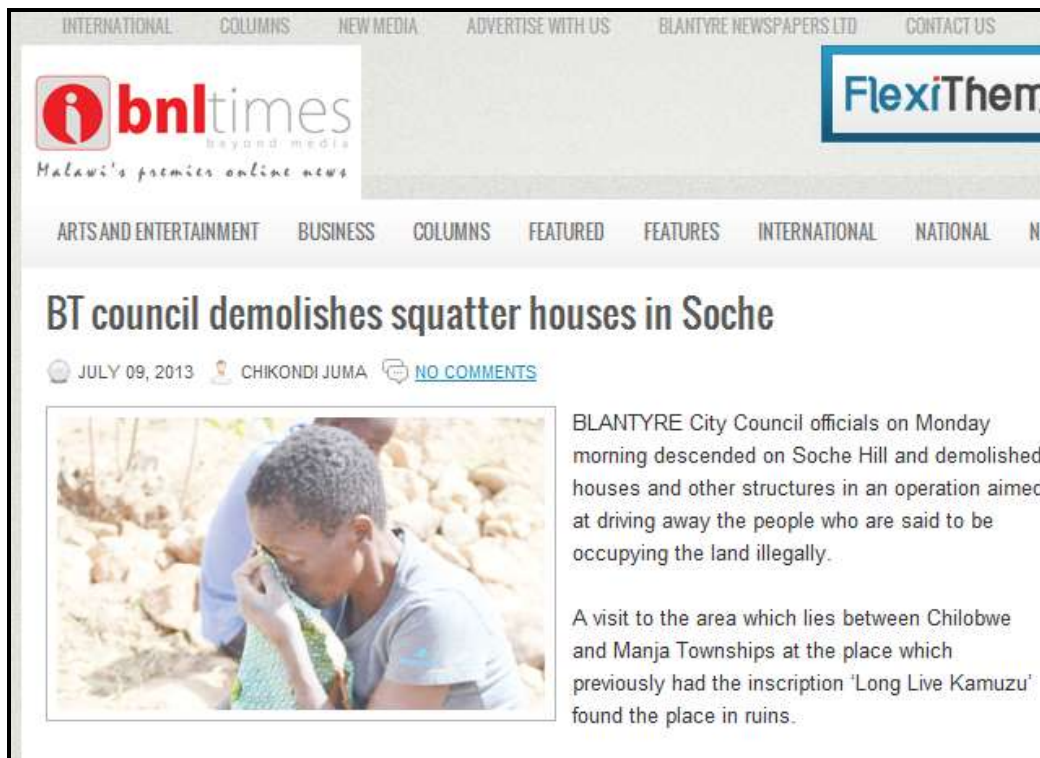 INTERNATIONAL COLUMNS NEW MEDIA ADVERTISE WITH US BLANTYRE NEWSPAPERS LTD CONTACT US
i bnltimes
beyond media
Malawi's premier online news
FlexiThem
ARTS AND ENTERTAINMENT BUSINESS COLUMNS FEATURED FEATURES INTERNATIONAL NATIONAL N
BT council demolishes squatter houses in Soche
JULY 09, 2013 CHIKONDI JUMA NO COMMENTS
BLANTYRE City Council officials on Monday
morning descended on Soche Hill and demolished
houses and other structures in an operation aimed
at driving away the people who are said to be
occupying the land illegally.
A visit to the area which lies between Chilobwe
and Manja Townships at the place which
previously had the inscription ‘Long Live Kamuzu’
found the place in ruins.